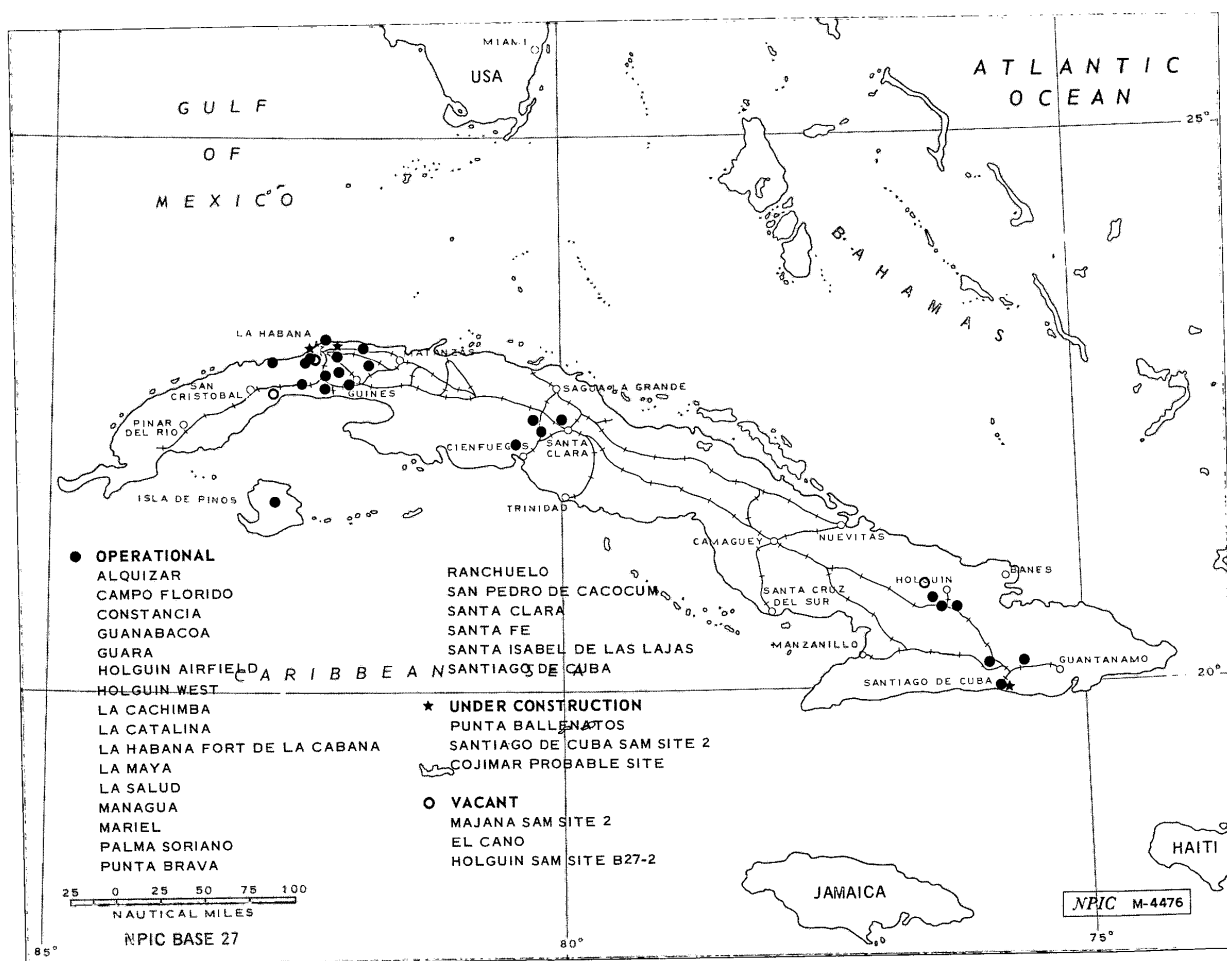 MIAMI
USA
ATLANTIC
OCEAN
GULF
OF
MEXICO
25°
BAHAMAS
LA HABANA
MATANZAS
SAN
CRISTOBAL
GUINES
SAGUA LA GRANDE
PINAR
DEL RIO
CIENFUEGOS
SANTA
CLARA
ISLA DE PINOS
TRINIDAD
CAMAGUEY
NUEVITAS
HOLGUIN
BANES
SANTA CRUZ
DEL SUR
MANZANILLO
GUANTANAMO
SANTIAGO DE CUBA
20°
CARIBBEAN SEA
● OPERATIONAL
ALQUIZAR
CAMPO FLORIDO
CONSTANCIA
GUANABACOA
GUARA
HOLGUIN AIRFIELD
HOLGUIN WEST
LA CACHIMBA
LA CATALINA
LA HABANA FORT DE LA CABANA
LA MAYA
LA SALUD
MANAGUA
MARIEL
PALMA SORIANO
PUNTA BRAVA
RANCHUELO
SAN PEDRO DE CACOCUM
SANTA CLARA
SANTA FE
SANTA ISABEL DE LAS LAJAS
SANTIAGO DE CUBA
★ UNDER CONSTRUCTION
PUNTA BALLENATOS
SANTIAGO DE CUBA SAM SITE 2
COJIMAR PROBABLE SITE
○ VACANT
MAJANA SAM SITE 2
EL CANO
HOLGUIN SAM SITE B27-2
HAITI
JAMAICA
25 0 25 50 75 100
NAUTICAL MILES
NPIC BASE 27
NPIC M-4476
85° 80° 75°